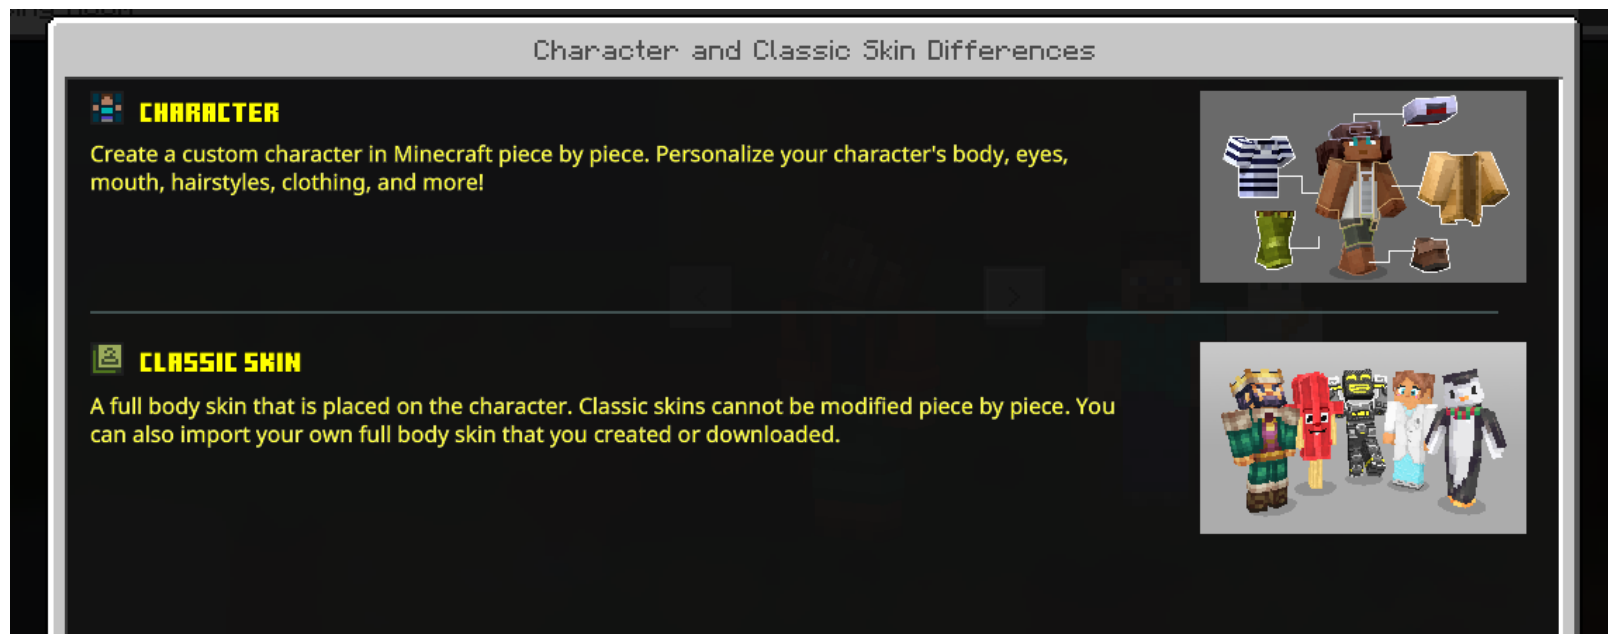 Character and Classic Skin Differences
CHARACTER
Create a custom character in Minecraft piece by piece. Personalize your character's body, eyes,
mouth, hairstyles, clothing, and more!
CLASSIC SKIN
A full body skin that is placed on the character. Classic skins cannot be modified piece by piece. You
can also import your own full body skin that you created or downloaded.